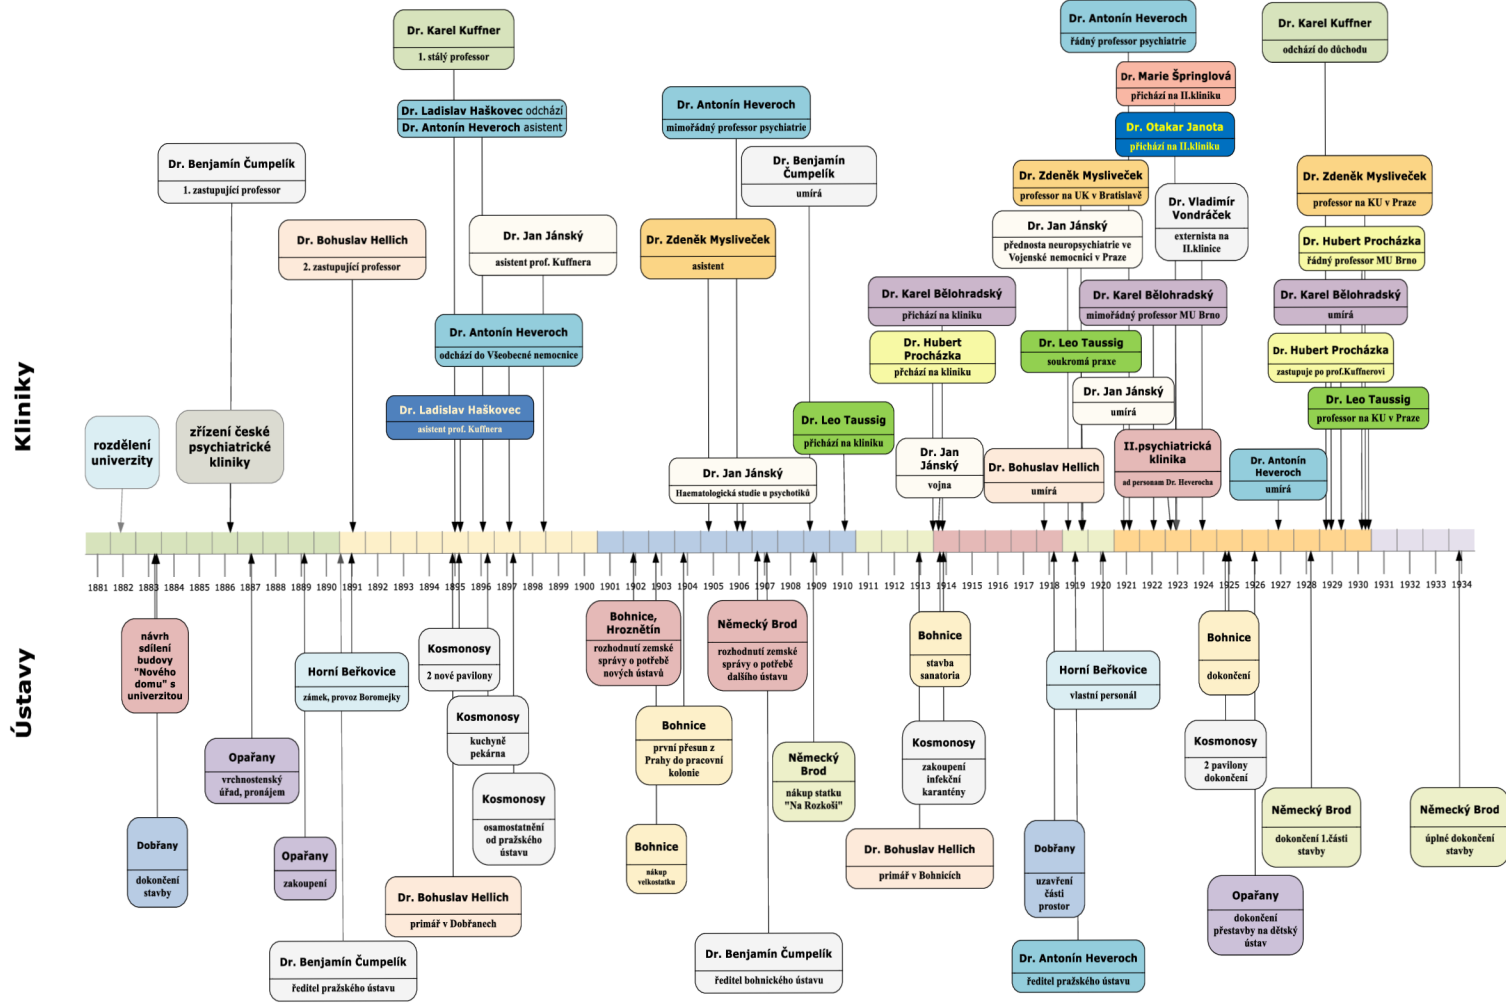 Dr. Karel Kuffner
1. stálý professor
Dr. Ladislav Haškovec odchází
Dr. Antonín Heveroch asistent
Dr. Benjamín Čumpelík
1. zastupující professor
Dr. Bohuslav Hellich
2. zastupující professor
Dr. Jan Jánský
asistent prof. Kuffnera
Dr. Antonín Heveroch
odchází do Všeobecné nemocnice
Dr. Ladislav Haškovec
asistent prof. Kuffnera
rozdělení
univerzity
zřízení české
psychiatrické
kliniky
Dr. Antonín Heveroch
mimořádný professor psychiatrie
Dr. Benjamín
Čumpelík
umírá
Dr. Zdeněk Mysliveček
asistent
Dr. Leo Taussig
přichází na kliniku
Dr. Jan Jánský
Haematologická studie u psychotiků
Dr. Antonín Heveroch
řádný professor psychiatrie
Dr. Marie Špringlová
přichází na II.kliniku
Dr. Otakar Janota
přichází na II.kliniku
Dr. Zdeněk Mysliveček
professor na UK v Bratislavě
Dr. Vladimír
Vondráček
externista na
II.klinice
Dr. Jan Jánský
přednosta neuropsychiatrie ve
Vojenské nemocnici v Praze
Dr. Karel Bělohradský
přichází na kliniku
Dr. Karel Bělohradský
mimořádný professor MU Brno
Dr. Hubert
Procházka
přchází na kliniku
Dr. Leo Taussig
soukromá praxe
Dr. Jan Jánský
umírá
Dr. Jan
Jánský
vojna
Dr. Bohuslav Hellich
umírá
II.psychiatrická
klinika
ad personam Dr. Heverocha
Dr. Karel Kuffner
odchází do důchodu
Dr. Zdeněk Mysliveček
professor na KU v Praze
Dr. Hubert Procházka
řádný professor MU Brno
Dr. Karel Bělohradský
umírá
Dr. Hubert Procházka
zastupuje po prof.Kuffnerovi
Dr. Leo Taussig
professor na KU v Praze
Dr. Antonín
Heveroch
umírá
Kliniky
1881 1882 1883 1884 1885 1886 1887 1888 1889 1890 1891 1892 1893 1894 1895 1896 1897 1898 1899 1900 1901 1902 1903 1904 1905 1906 1907 1908 1909 1910 1911 1912 1913 1914 1915 1916 1917 1918 1919 1920 1921 1922 1923 1924 1925 1926 1927 1928 1929 1930 1931 1932 1933 1934
Ústavy
návrh
sdílení
budovy
"Nového
domu" s
univerzitou
Horní Beřkovice
zámek, provoz Boromejky
Opařany
vrchnostenský
úřad, pronájem
Dobřany
dokončení
stavby
Opařany
zakoupení
Dr. Benjamín Čumpelík
ředitel pražského ústavu
Kosmonosy
2 nové pavilony
Kosmonosy
kuchyně
pekárna
Kosmonosy
osamostatnění
od pražského
ústavu
Dr. Bohuslav Hellich
primář v Dobřanech
Bohnice,
Hroznětín
rozhodnutí zemské
správy o potřebě
nových ústavů
Německý Brod
rozhodnutí zemské
správy o potřebě
dalšího ústavu
Bohnice
první přesun z
Prahy do pracovní
kolonie
Německý
Brod
nákup statku
"Na Rozkoši"
Bohnice
nákup
velkostatku
Dr. Benjamín Čumpelík
ředitel bohnického ústavu
Bohnice
stavba
sanatoria
Kosmonosy
zakoupení
infekční
karantény
Dr. Bohuslav Hellich
primář v Bohnicích
Horní Beřkovice
vlastní personál
Dobřany
uzavření
části
prostor
Dr. Antonín Heveroch
ředitel pražského ústavu
Bohnice
dokončení
Kosmonosy
2 pavilony
dokončení
Německý Brod
dokončení 1.části
stavby
Opařany
dokončení
přestavby na dětský
ústav
Německý Brod
úplné dokončení
stavby